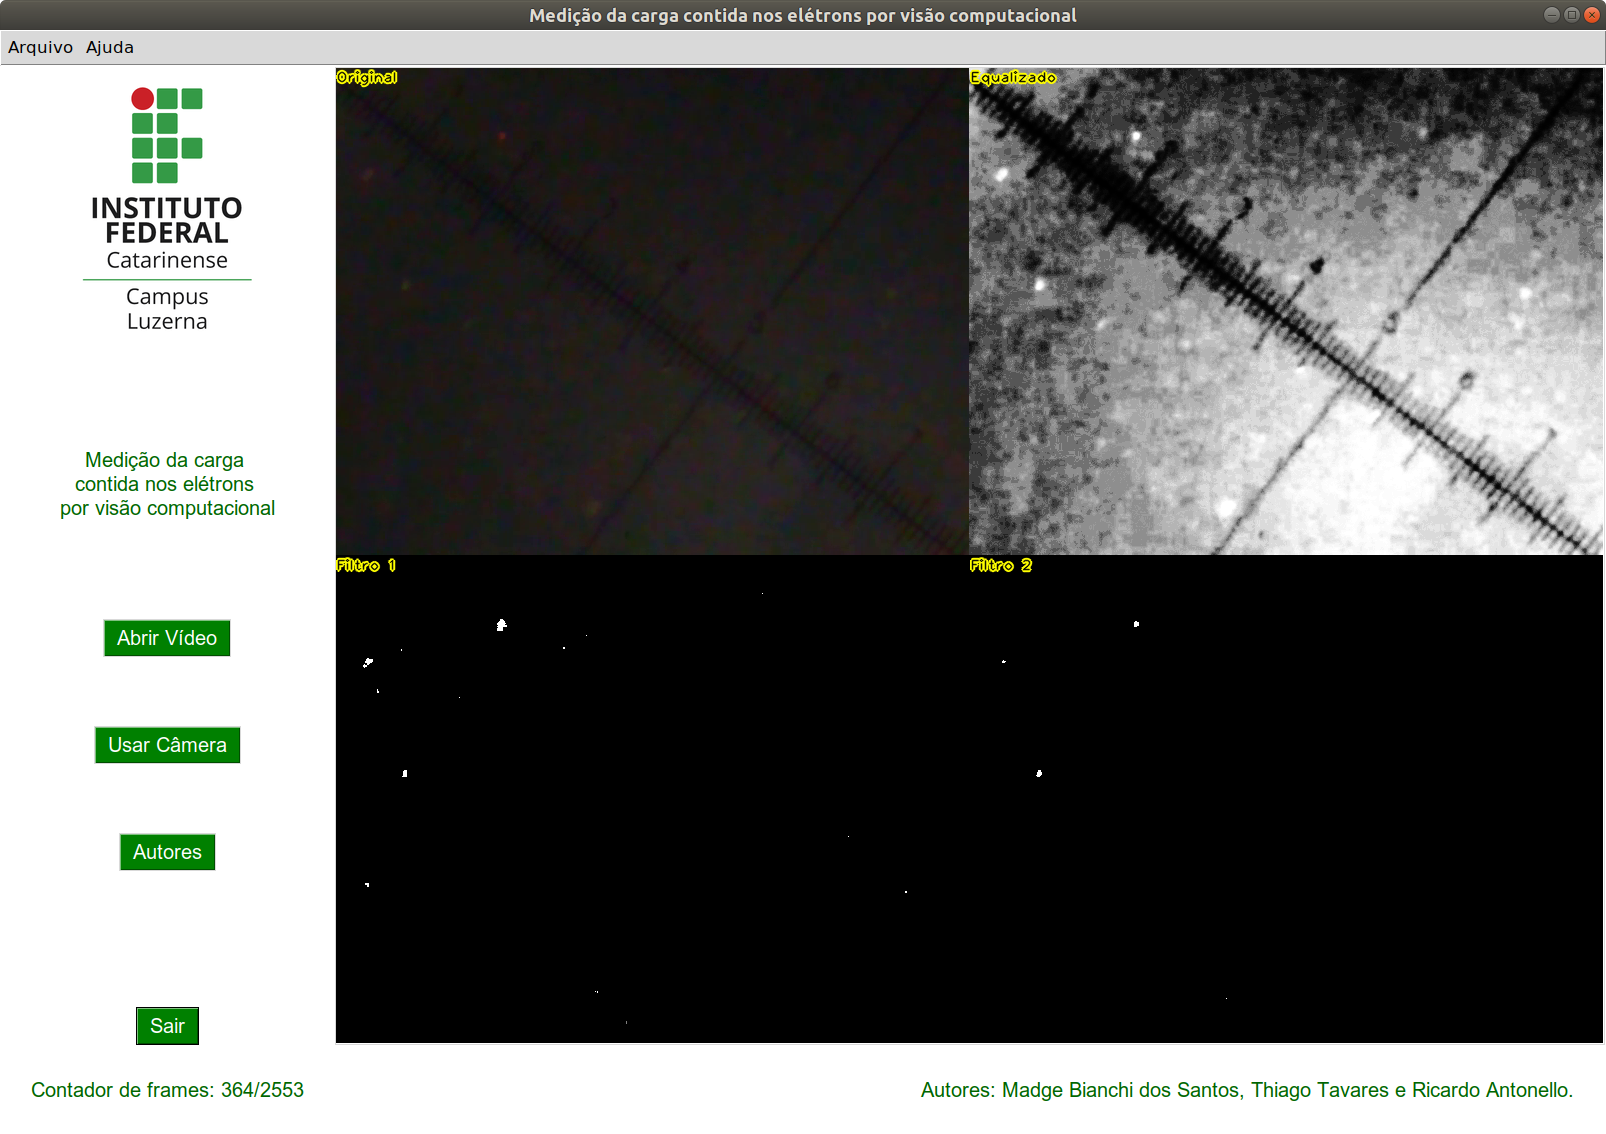 Medição da carga contida nos elétrons por visão computacional
Arquivo Ajuda
INSTITUTO
FEDERAL
Catarinense
Campus
Luzerna
Medição da carga
contida nos elétrons
por visão computacional
Abrir Vídeo
Usar Câmera
Autores
Sair
Original
Equalizado
3
Filtro 1
Filtro 2
Contador de frames: 364/2553
Autores: Madge Bianchi dos Santos, Thiago Tavares e Ricardo Antonello.